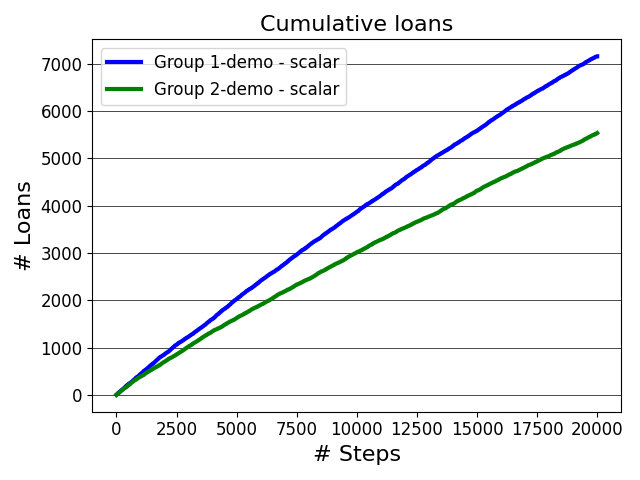 Cumulative loans
Group 1-demo - scalar
Group 2-demo - scalar
# Loans
7000
6000
5000
4000
3000
2000
1000
0
0 2500 5000 7500 10000 12500 15000 17500 20000
# Steps